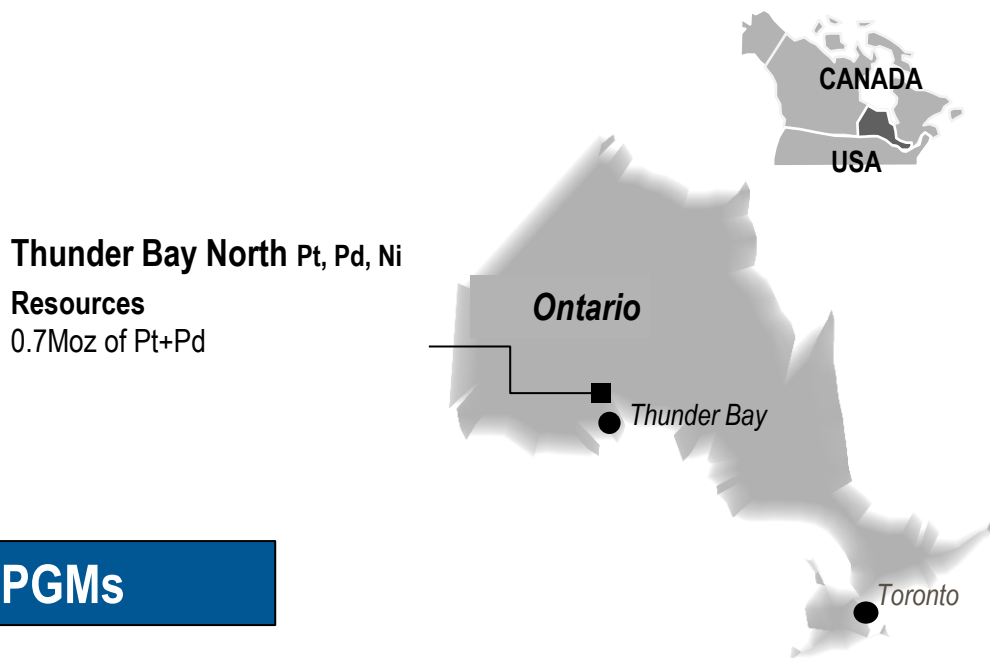 CANADA
USA
Thunder Bay North Pt, Pd, Ni
Resources
0.7Moz of Pt+Pd
Ontario
Thunder Bay
PGMs
Toronto